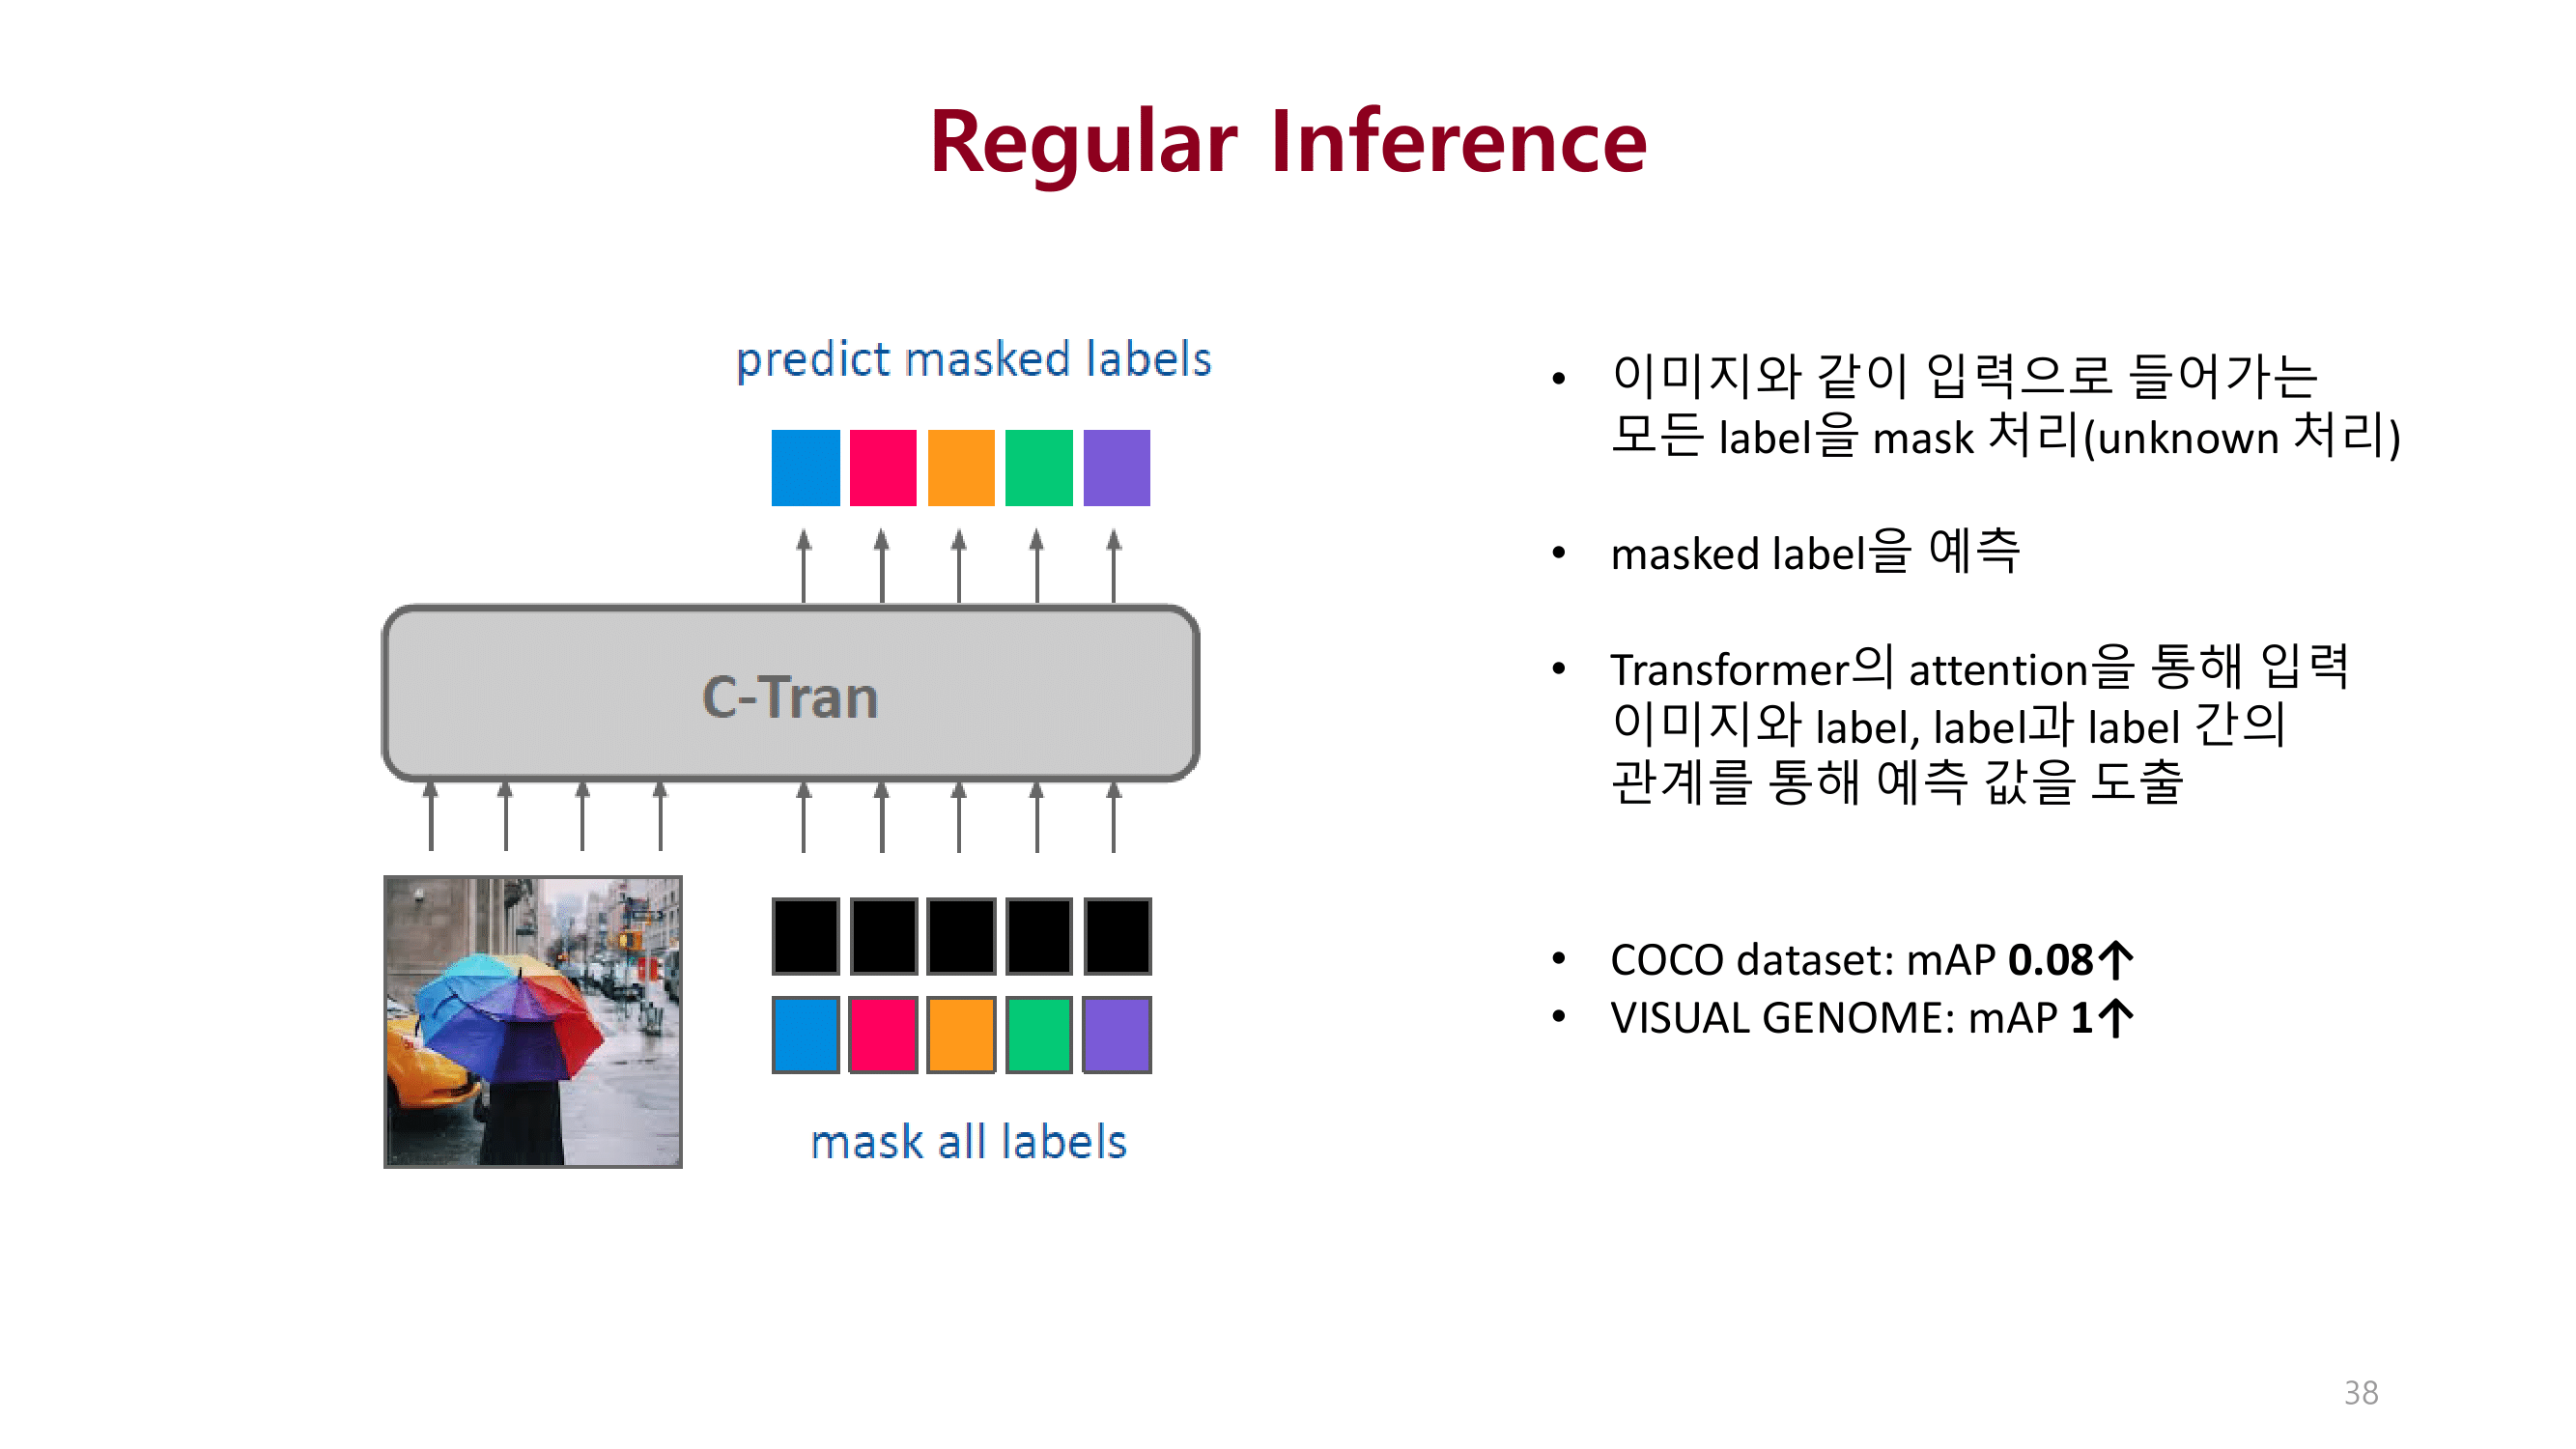 Regular Inference
predict masked labels
C-Tran
mask all labels
• 이미지와 같이 입력으로 들어가는
모든 label을 mask 처리(unknown 처리)
• masked label을 예측
• Transformer의 attention을 통해 입력
이미지와 label, label과 label 간의
관계를 통해 예측 값을 도출
• COCO dataset: mAP 0.08↑
• VISUAL GENOME: mAP 1↑
38